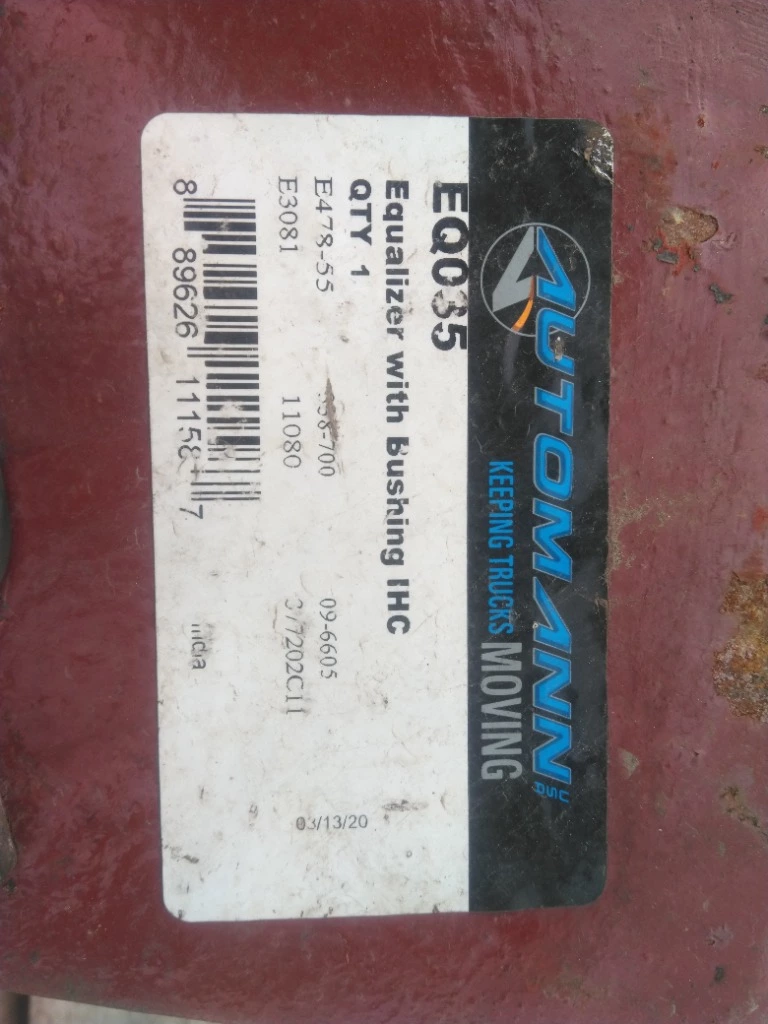 AUTOMANN USA
KEEPING TRUCKS MOVING
EQ035
Equalizer with Bushing IHC
QTY 1
E478-55 09-6605
E3081 11080
8 89626 11158 7
India
03/13/20